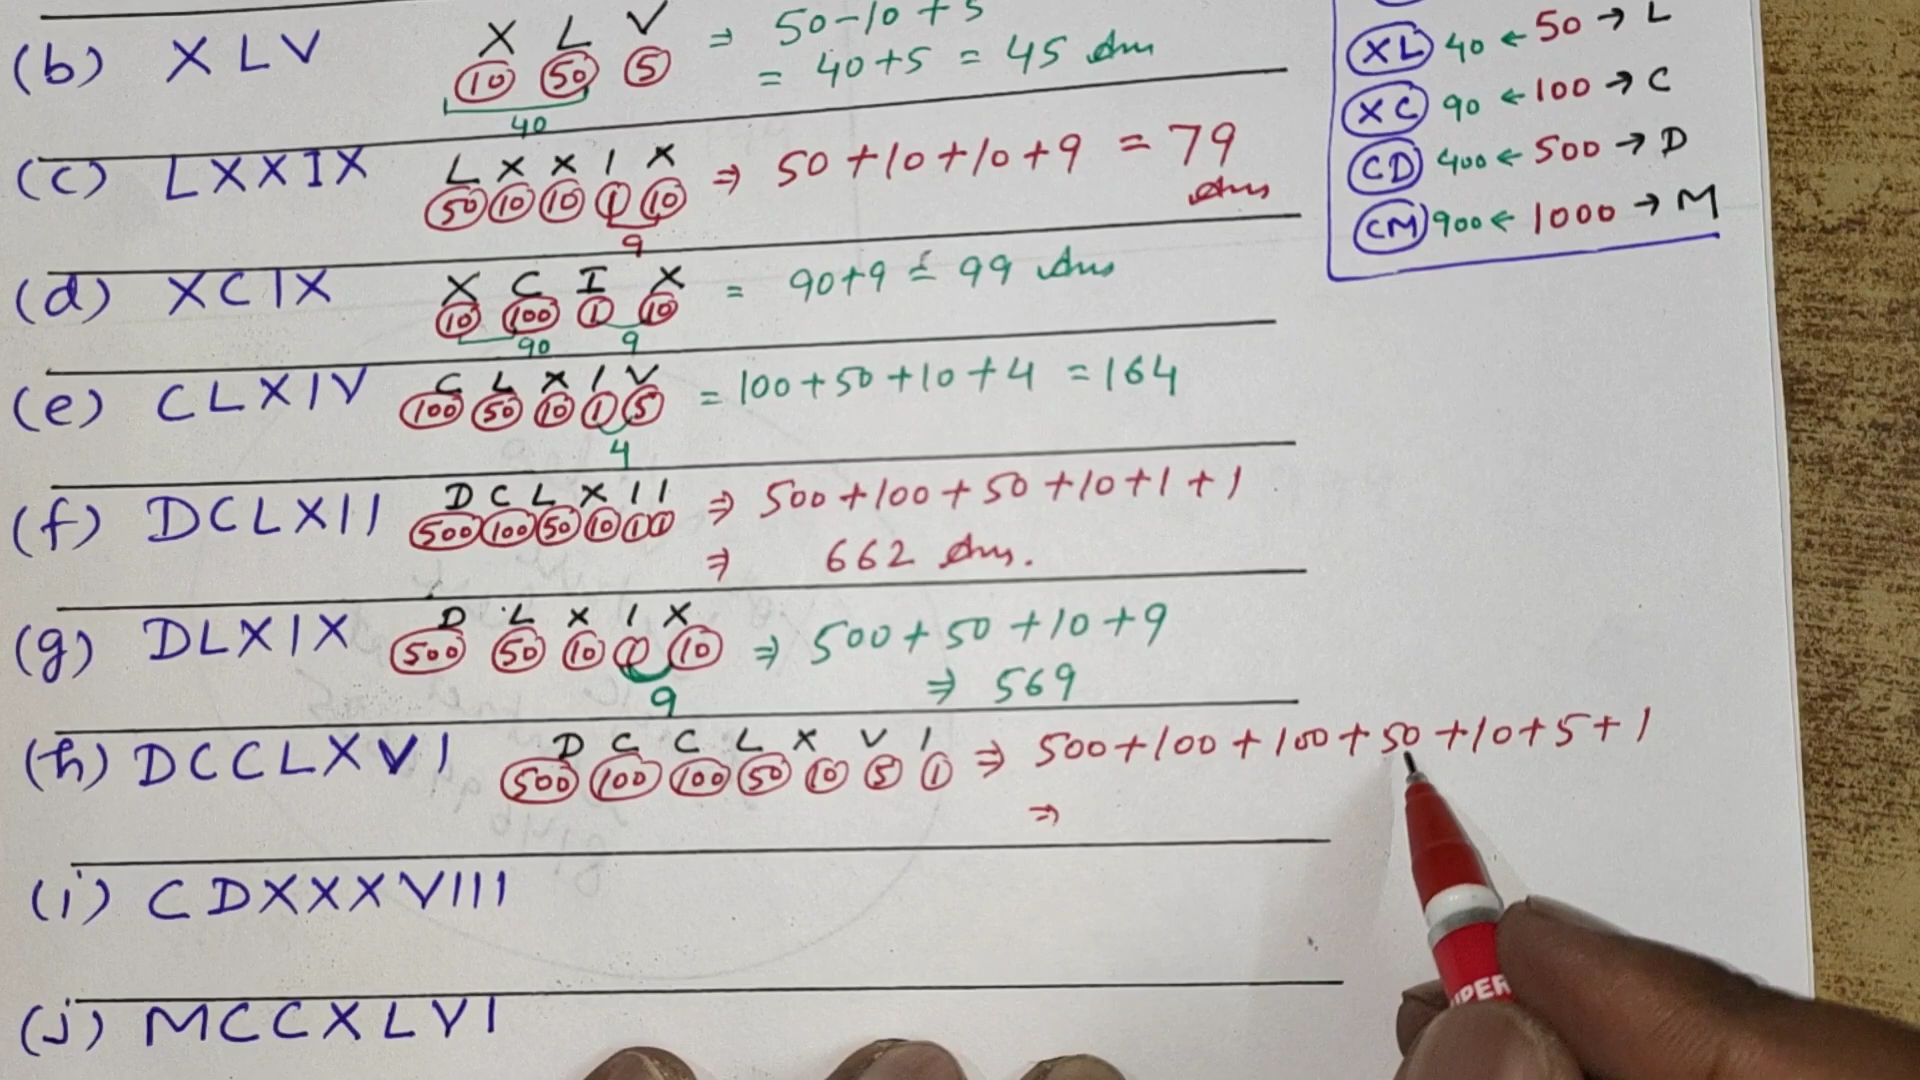 (b) XLV X L V ⇒ 50-10+5
10 50 5 = 40+5 = 45 Ans
40
(c) LXXIX L X X I X ⇒ 50+10+10+9 = 79
50 10 10 1 10 Ans
9
(d) XCIX X C I X = 90+9 = 99 Ans
10 100 1 10
90 9
(e) CLXIV C L X I V = 100+50+10+4 = 164
100 50 10 1 5
4
(f) DCLXII D C L X I I ⇒ 500+100+50+10+1+1
500 100 50 10 1 1
⇒ 662 Ans.
(g) DLXIX D L X I X ⇒ 500+50+10+9
500 50 10 1 10
9 ⇒ 569
(h) DCCLXVI D C C L X V I ⇒ 500+100+100+50+10+5+1
500 100 100 50 10 5 1
⇒
(i) CDXXXVIII
(j) MCCXLVI
XL 40 ← 50 → L
XC 90 ← 100 → C
CD 400 ← 500 → D
CM 900 ← 1000 → M